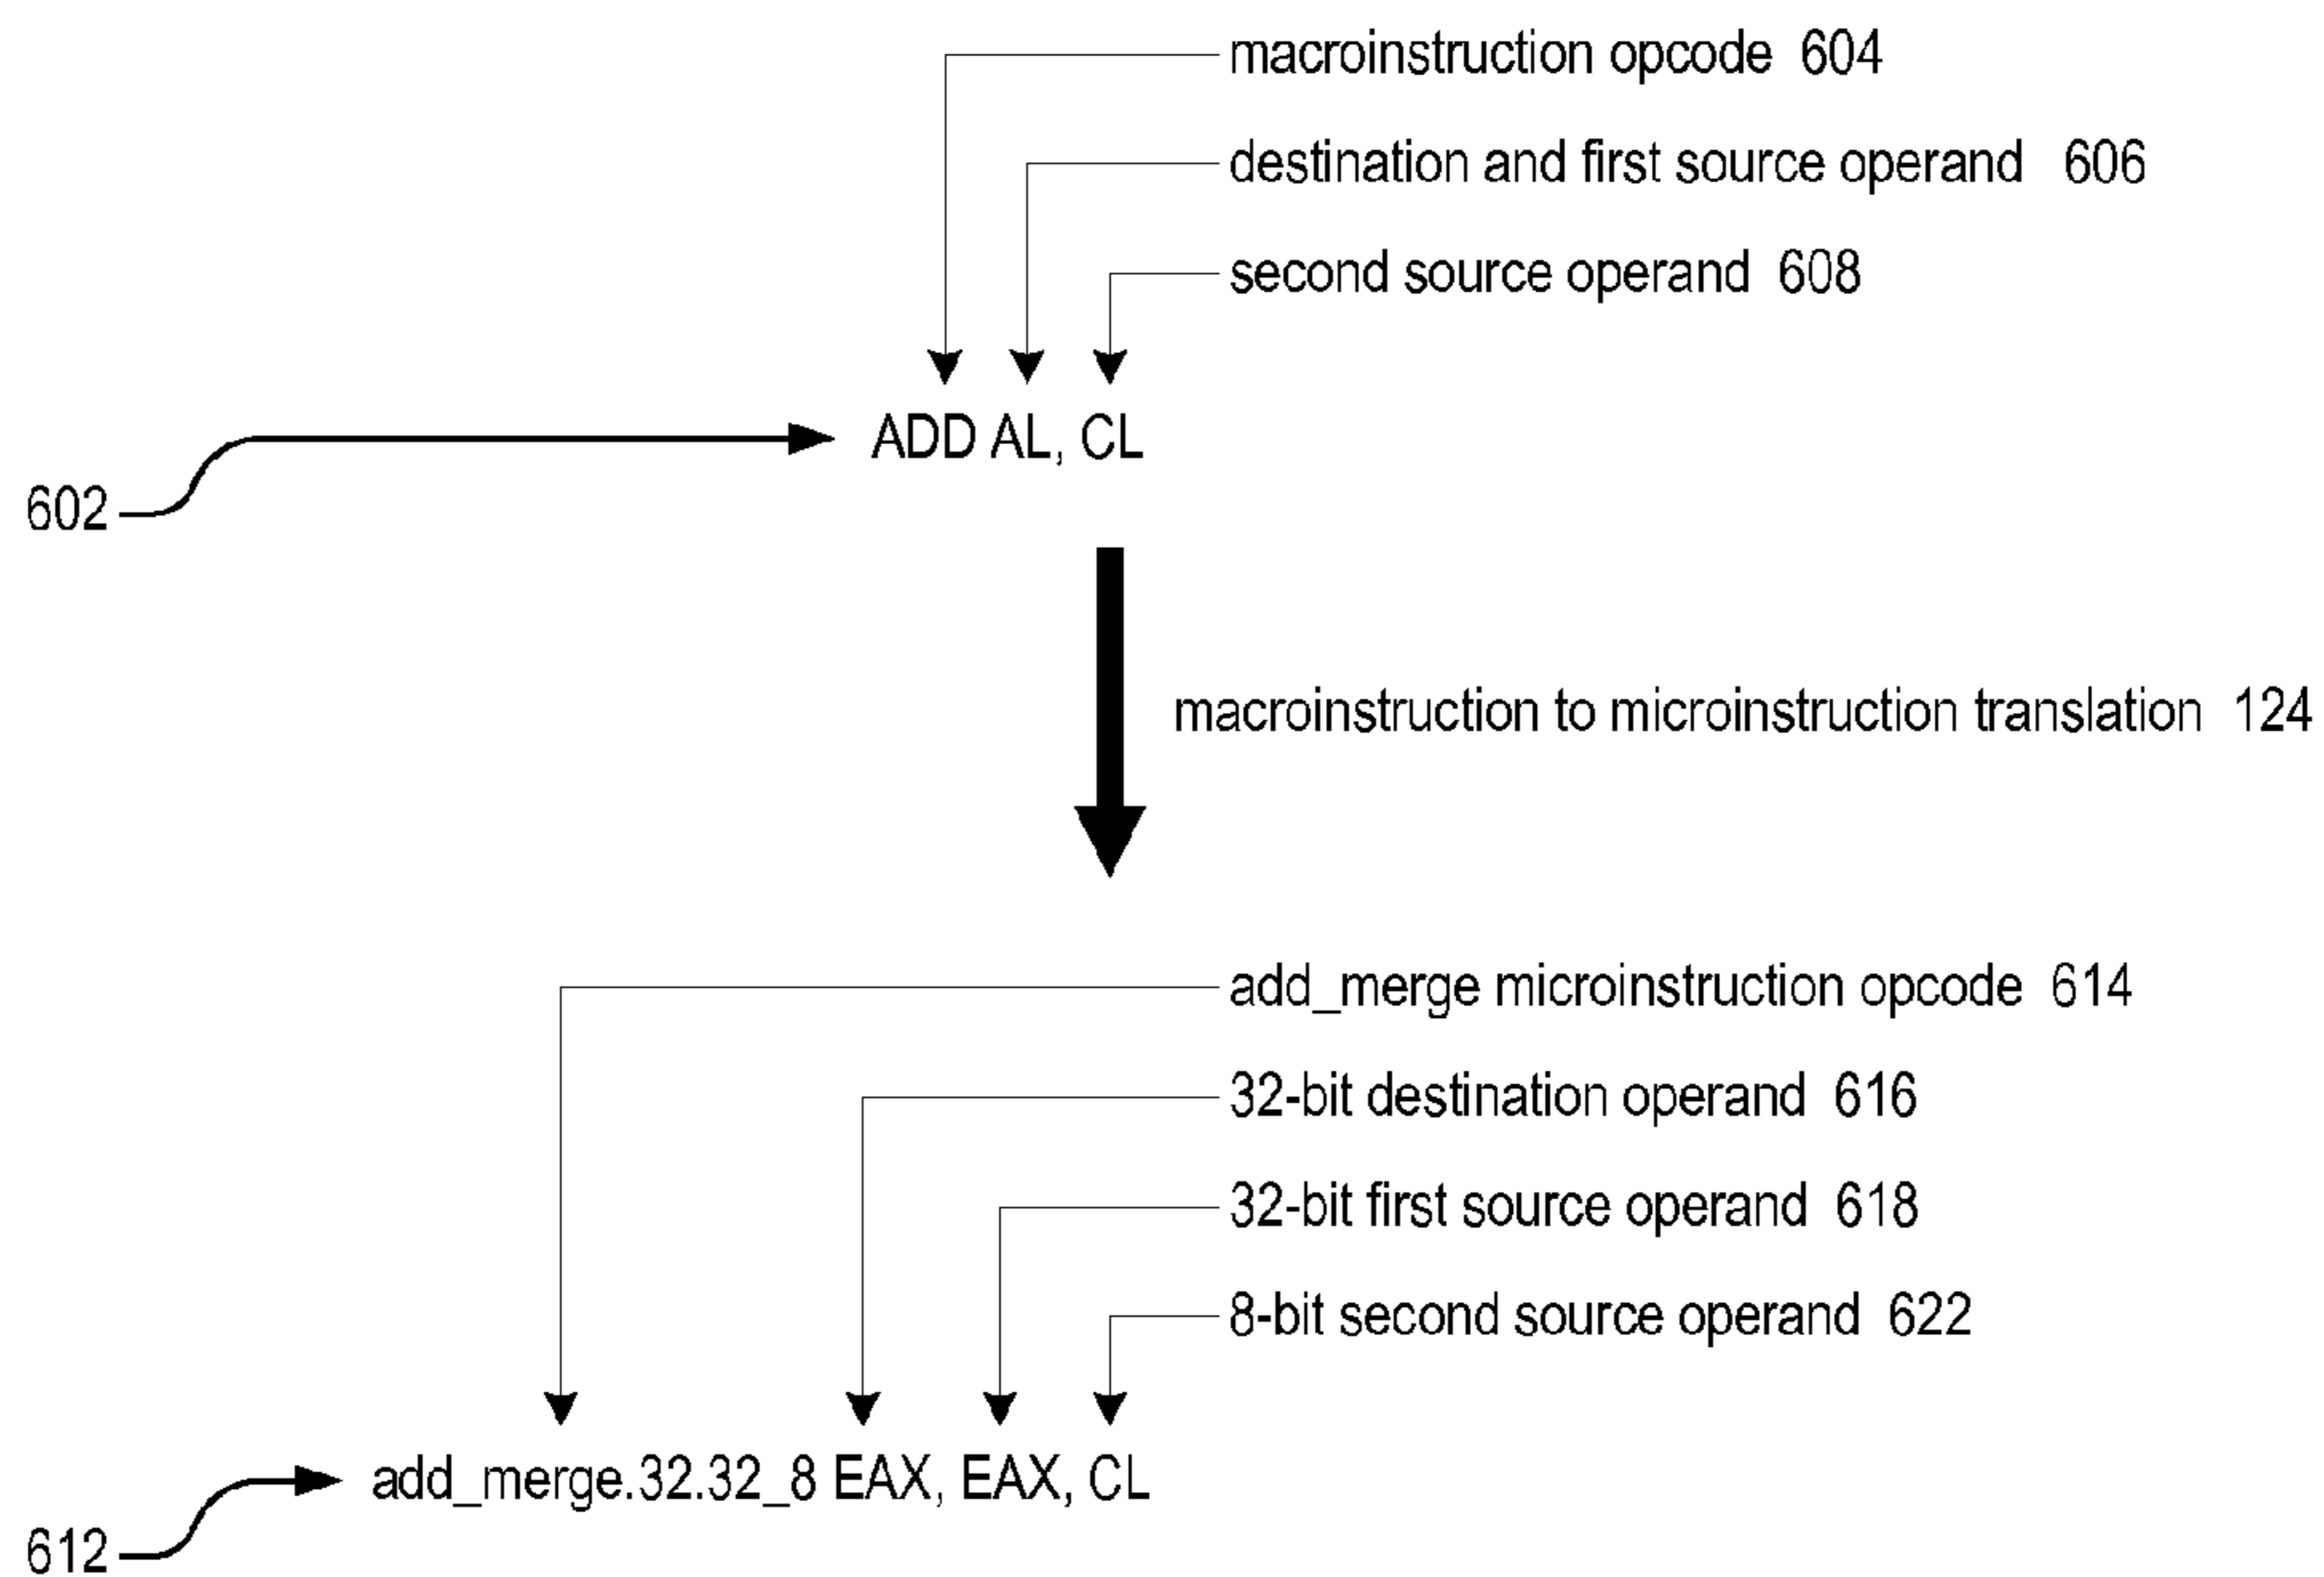 macroinstruction opcode 604
destination and first source operand 606
second source operand 608
ADD AL, CL
602
macroinstruction to microinstruction translation 124
add_merge microinstruction opcode 614
32-bit destination operand 616
32-bit first source operand 618
8-bit second source operand 622
add_merge.32.32_8 EAX, EAX, CL
612